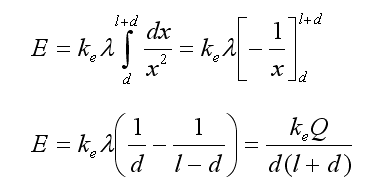 E = k_e λ ∫_d^{l+d} dx/x² = k_e λ [ − 1/x ]_d^{l+d}
E = k_e λ ( 1/d − 1/(l − d) ) = k_e Q / d(l + d)